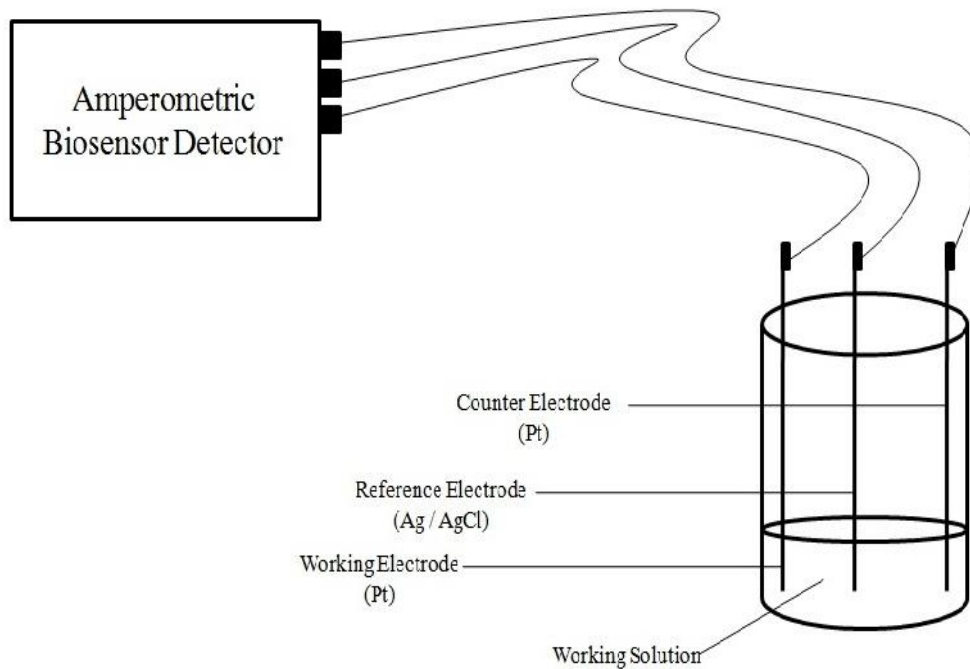 Amperometric
Biosensor Detector
Counter Electrode
(Pt)
Reference Electrode
(Ag / AgCl)
Working Electrode
(Pt)
Working Solution